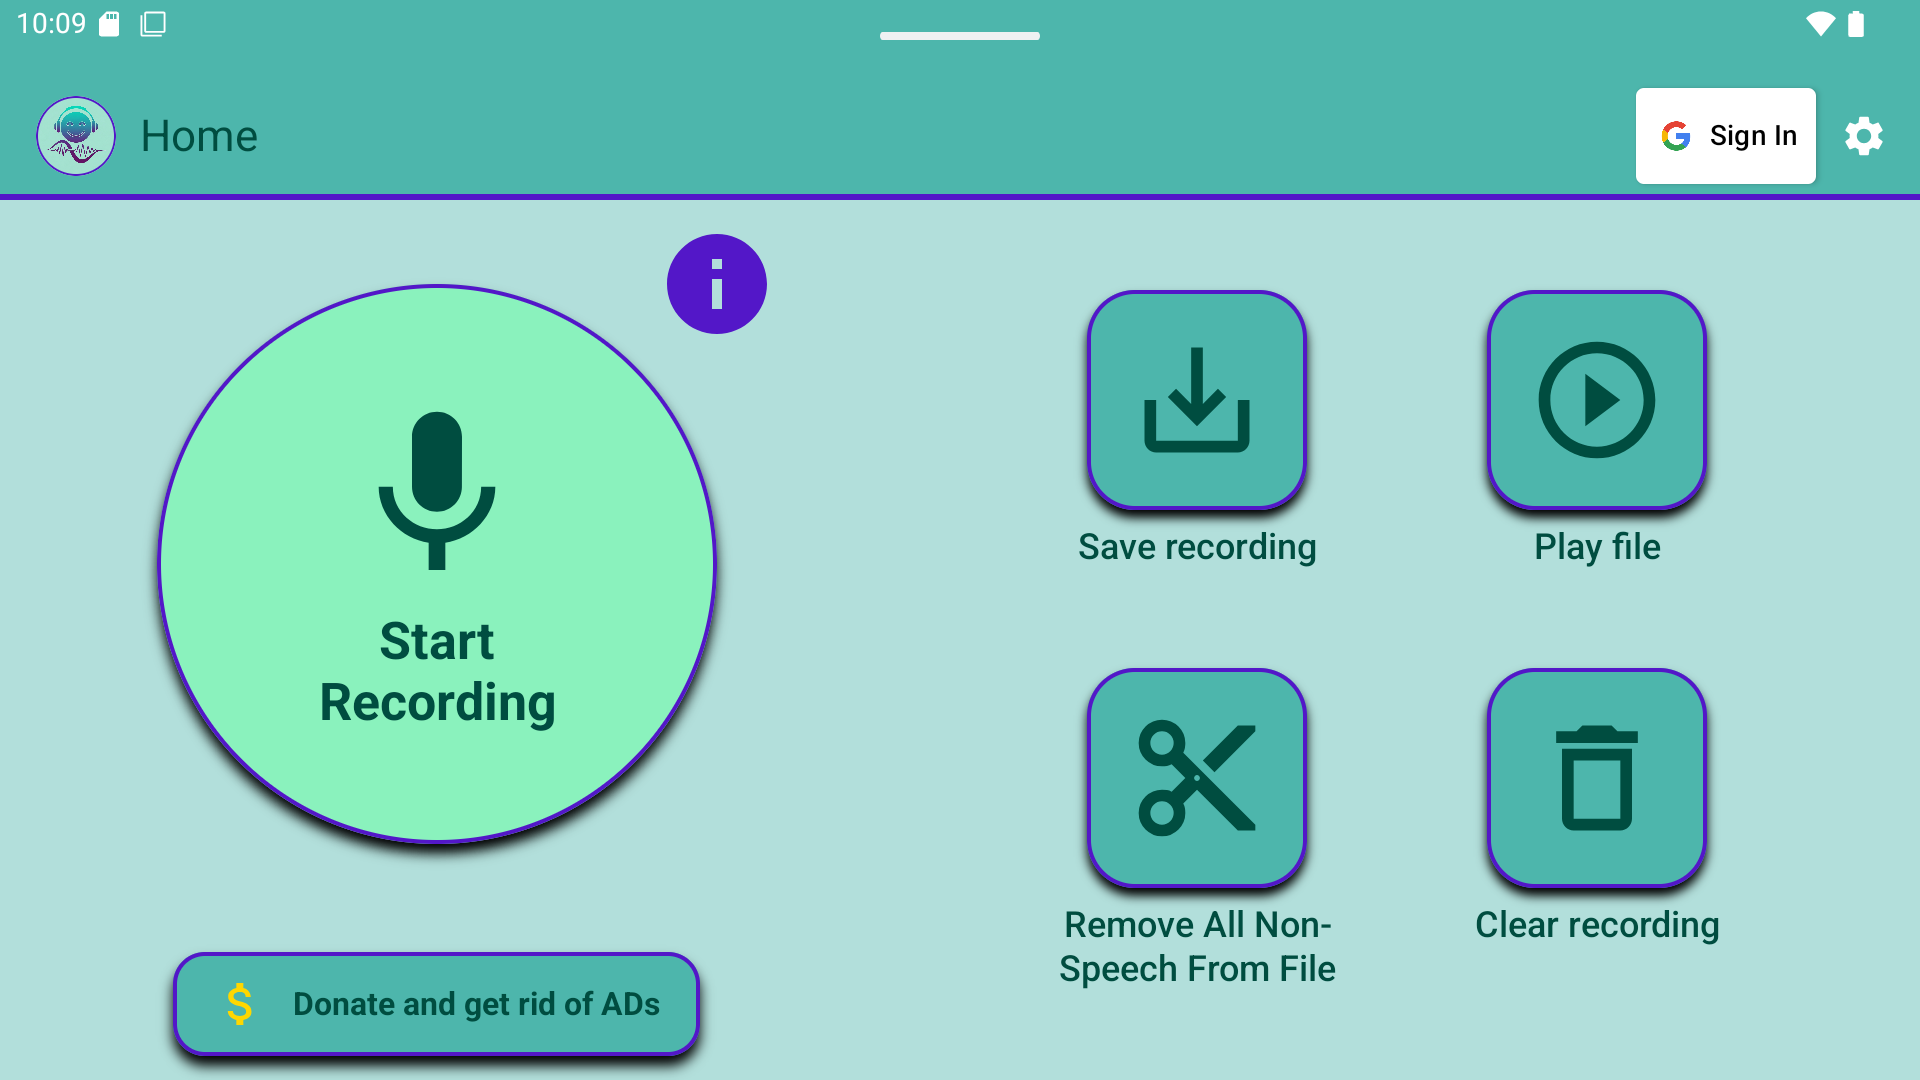 10:09
Home
Sign In
Start
Recording
Donate and get rid of ADs
Save recording
Play file
Remove All Non-
Speech From File
Clear recording